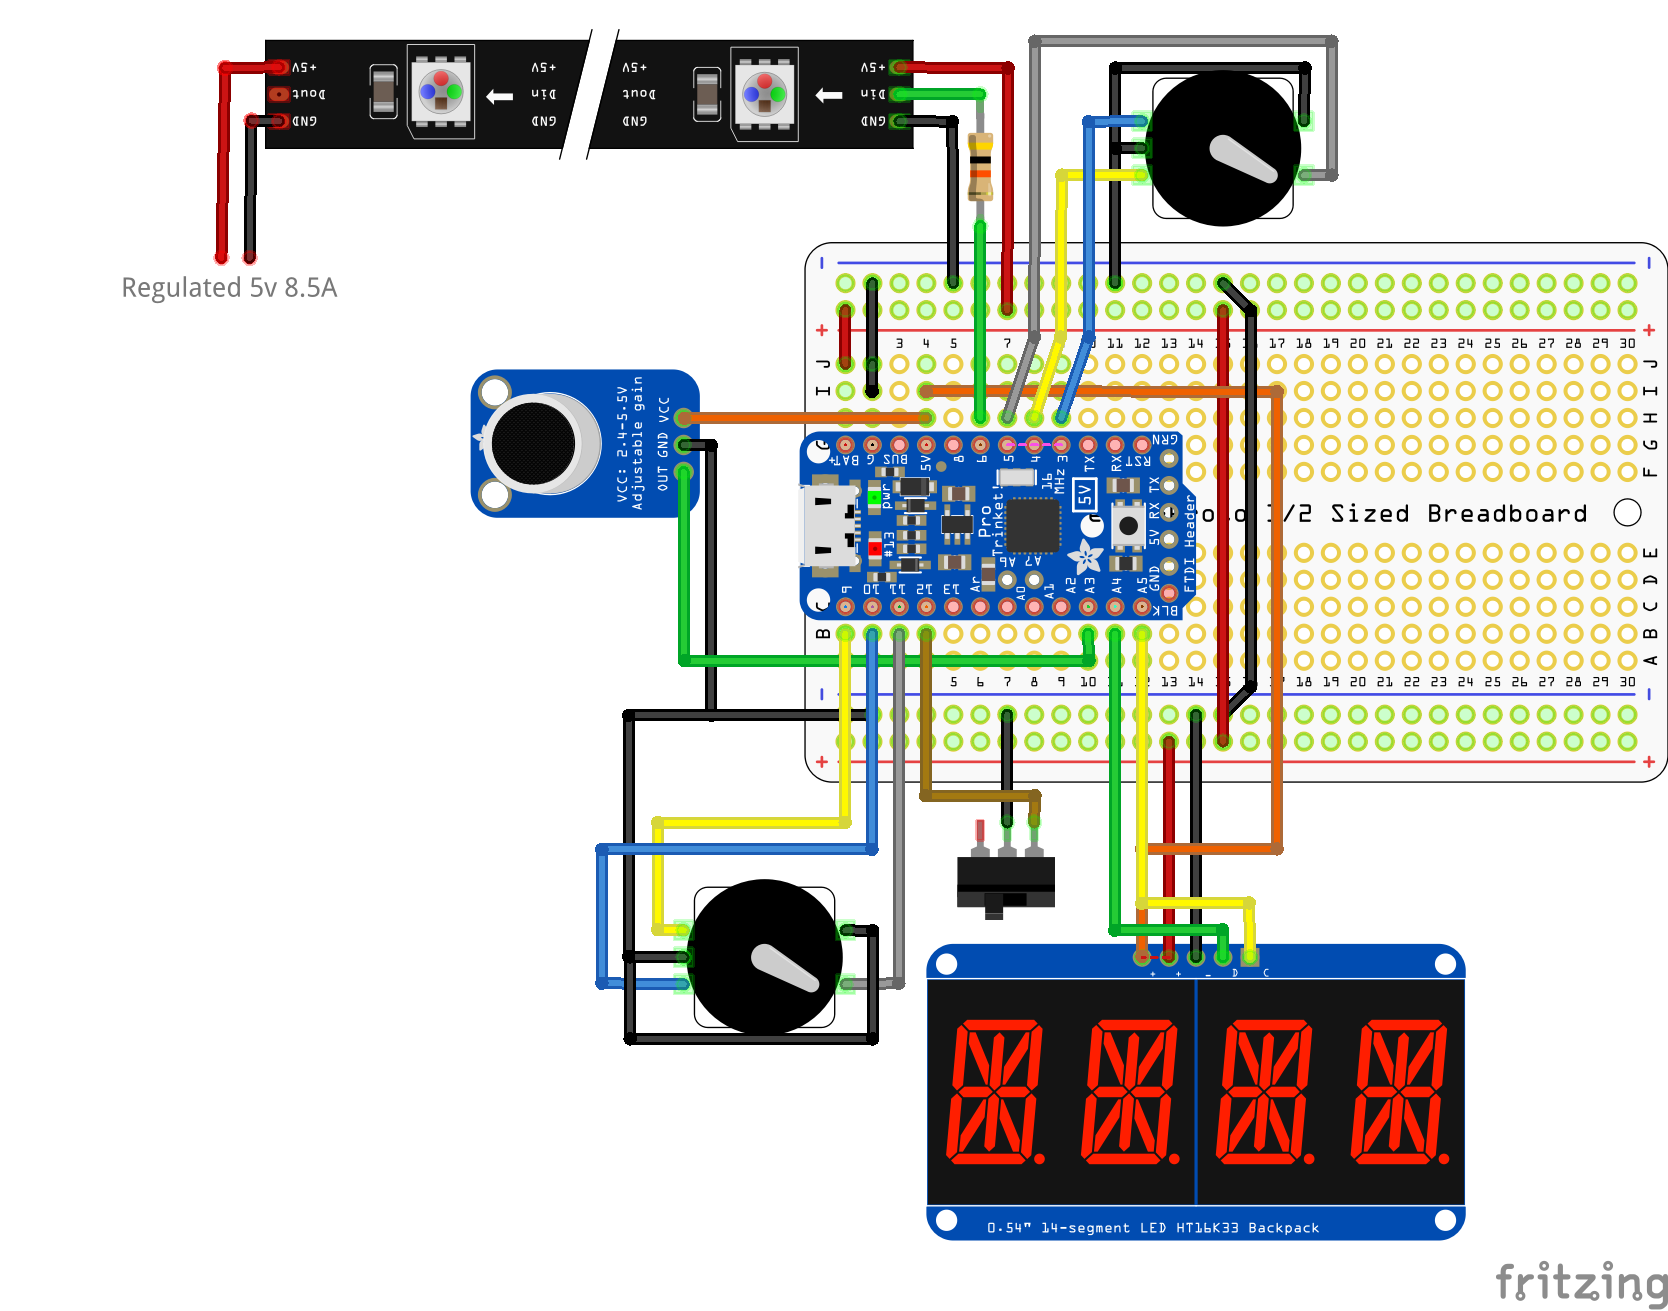 +5V
Dout
GND
+5V
Din
GND
+5V
Dout
GND
+5V
Din
GND
Regulated 5v 8.5A
VCC: 2.4-5.5V
Adjustable gain
OUT GND VCC
3 4 5 7 11 12 13 14 17 18 19 20 21 22 23 24 25 26 27 28 29 30
J J
I I
H
G
F
BAT+ G BUS 5V 8 6 5 4 3 TX RX RST
GRN
pwr
#13
Pro
Trinket!
16
MHz
5V
TX
RX
5V
GND
BLK
FTDI Header
1/2 Sized Breadboard
A6 A7
9 10 11 12 13 Ar A0 A1 A2 A3 A4 A5
E
D
C
B B
A
5 6 7 8 9 10 13 14 18 19 20 21 22 23 24 25 26 27 28 29 30
+ + - D C
0.54" 14-segment LED HT16K33 Backpack
fritzing